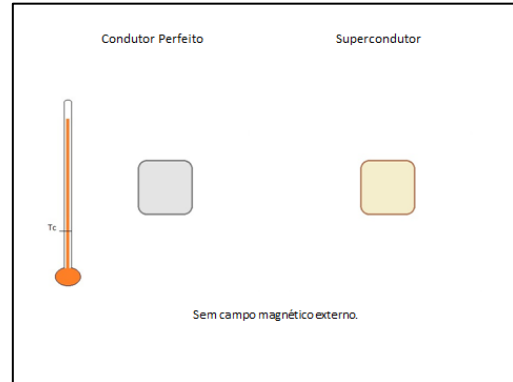 Condutor Perfeito
Supercondutor
Tc
Sem campo magnético externo.